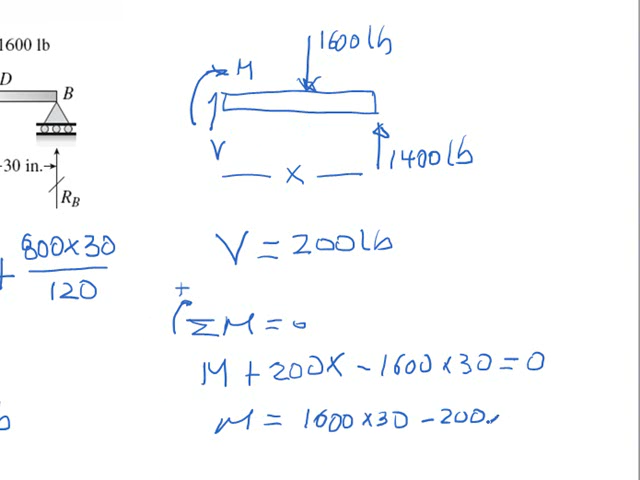 1600 lb
D
B
30 in.
R_B
800×30
+
120
b
1600 lb
M
V
x
1400 lb
V = 200 lb
+
ΣM = 0
M + 200x - 1600×30 = 0
M = 1600×30 - 200